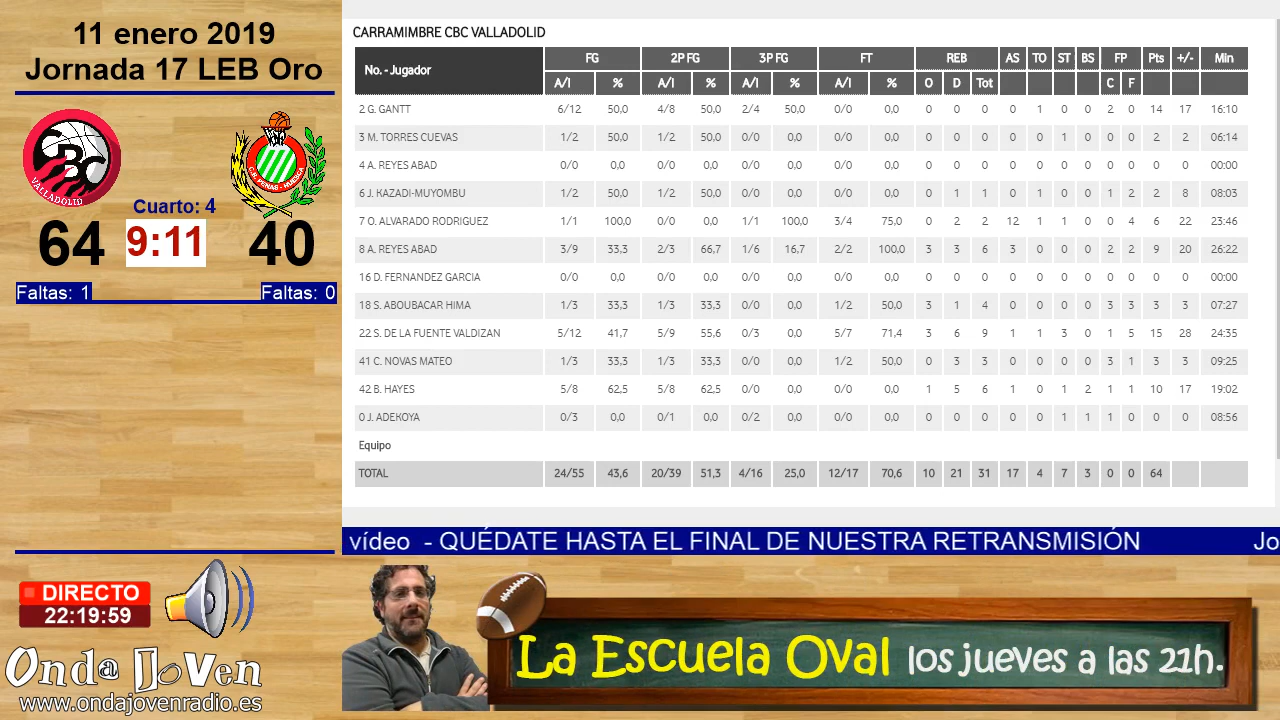 11 enero 2019
Jornada 17 LEB Oro
CBC
VALLADOLID
C.B. PEÑAS - HUESCA
Cuarto: 4
64 9:11 40
Faltas: 1 Faltas: 0
CARRAMIMBRE CBC VALLADOLID
No. - Jugador FG 2P FG 3P FG FT REB AS TO ST BS FP Pts +/- Min
A/I % A/I % A/I % A/I % O D Tot C F
2 G. GANTT 6/12 50,0 4/8 50,0 2/4 50,0 0/0 0,0 0 0 0 0 1 0 0 2 0 14 17 16:10
3 M. TORRES CUEVAS 1/2 50,0 1/2 50,0 0/0 0,0 0/0 0,0 0 0 0 0 0 1 0 0 0 2 2 06:14
4 A. REYES ABAD 0/0 0,0 0/0 0,0 0/0 0,0 0/0 0,0 0 0 0 0 0 0 0 0 0 0 0 00:00
6 J. KAZADI-MUYOMBU 1/2 50,0 1/2 50,0 0/0 0,0 0/0 0,0 0 1 1 0 1 0 0 1 2 2 8 08:03
7 O. ALVARADO RODRIGUEZ 1/1 100,0 0/0 0,0 1/1 100,0 5/4 75,0 0 2 2 12 1 1 0 0 4 6 22 23:46
8 A. REYES ABAD 3/9 33,3 2/3 66,7 1/6 16,7 2/2 100,0 3 3 6 3 0 0 0 2 2 9 20 26:22
16 D. FERNANDEZ GARCIA 0/0 0,0 0/0 0,0 0/0 0,0 0/0 0,0 0 0 0 0 0 0 0 0 0 0 0 00:00
18 S. ABOUBACAR HIMA 1/3 33,3 1/3 33,3 0/0 0,0 1/2 50,0 3 1 4 0 0 0 0 3 3 3 3 07:27
22 S. DE LA FUENTE VALDIZAN 5/12 41,7 5/9 55,6 0/3 0,0 5/7 71,4 3 6 9 1 1 3 0 1 5 15 28 24:35
41 C. NOVAS MATEO 1/3 33,3 1/3 33,3 0/0 0,0 1/2 50,0 0 3 3 0 0 0 0 3 1 3 3 09:25
42 B. HAYES 5/8 62,5 5/8 62,5 0/0 0,0 0/0 0,0 1 5 6 1 0 1 2 1 1 10 17 19:02
0 J. ADEKOYA 0/3 0,0 0/1 0,0 0/2 0,0 0/0 0,0 0 0 0 0 0 1 1 1 0 0 0 08:56
Equipo
TOTAL 24/55 43,6 20/39 51,3 4/16 25,0 12/17 70,6 10 21 31 17 4 7 3 0 0 64
vídeo - QUÉDATE HASTA EL FINAL DE NUESTRA RETRANSMISIÓN Jo
DIRECTO
22:19:59
Onda Joven
www.ondajovenradio.es
La Escuela Oval los jueves a las 21h.